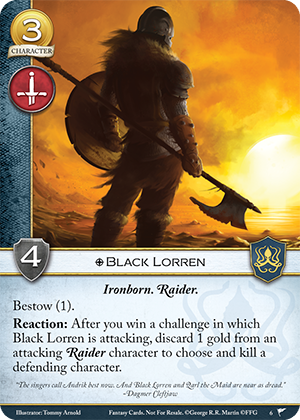 3
CHARACTER
4
BLACK LORREN
Ironborn. Raider.
Bestow (1).
Reaction: After you win a challenge in which
Black Lorren is attacking, discard 1 gold from an
attacking Raider character to choose and kill a
defending character.
"The singers call Andrik best now. And Black Lorren and Qarl the Maid are near as dread."
-Dagmer Cleftjaw
Illustrator: Tommy Arnold
Fantasy Cards. Not For Resale. ©George R.R. Martin ©FFG
6